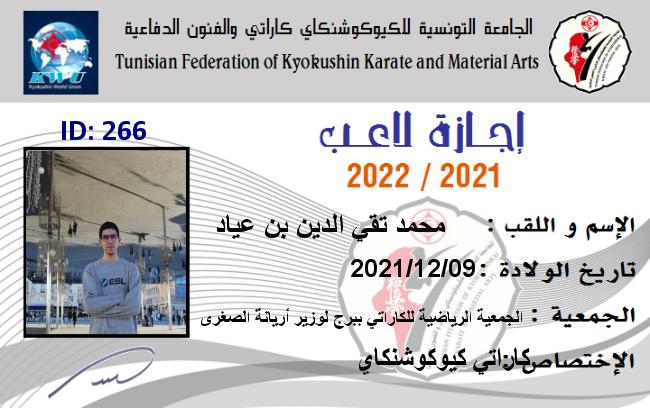 الجامعة التونسية للكيوكوشنكاي كاراتي والفنون الدفاعية
Tunisian Federation of Kyokushin Karate and Material Arts
KWU
Kyokushin World Union
ID: 266
إجازة لاعب
2022 / 2021
الإسم و اللقب : محمد تقي الدين بن عياد
تاريخ الولادة : 2021/12/09
الجمعية : الجمعية الرياضية للكاراتي ببرج لوزير أريانة الصغرى
الإختصاص : كاراتي كيوكوشنكاي
EBL